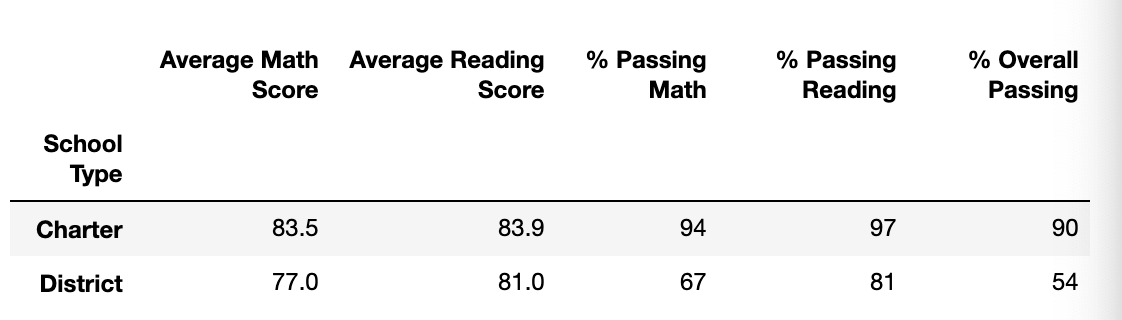 Average Math Average Reading % Passing % Passing % Overall
Score Score Math Reading Passing
School
Type
Charter 83.5 83.9 94 97 90
District 77.0 81.0 67 81 54